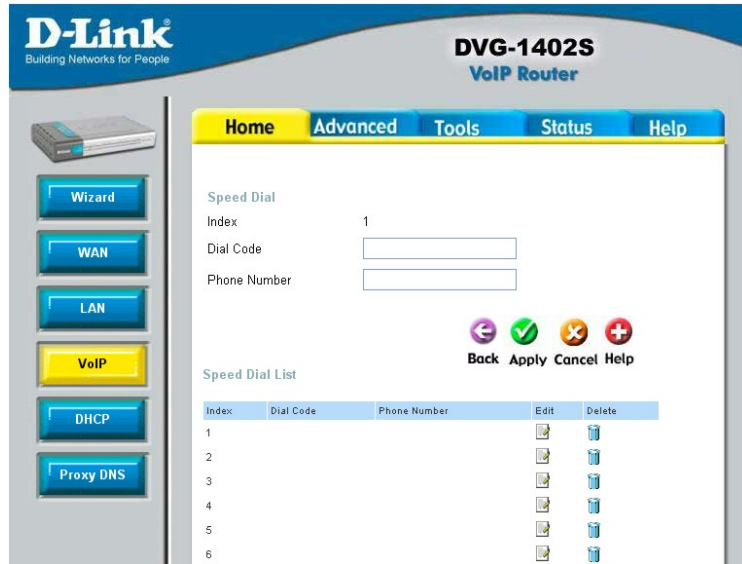 D-Link
Building Networks for People
DVG-1402S
VoIP Router
Home Advanced Tools Status Help
Wizard
WAN
LAN
VoIP
DHCP
Proxy DNS
Speed Dial
Index 1
Dial Code
Phone Number
Back Apply Cancel Help
Speed Dial List
Index Dial Code Phone Number Edit Delete
1
2
3
4
5
6